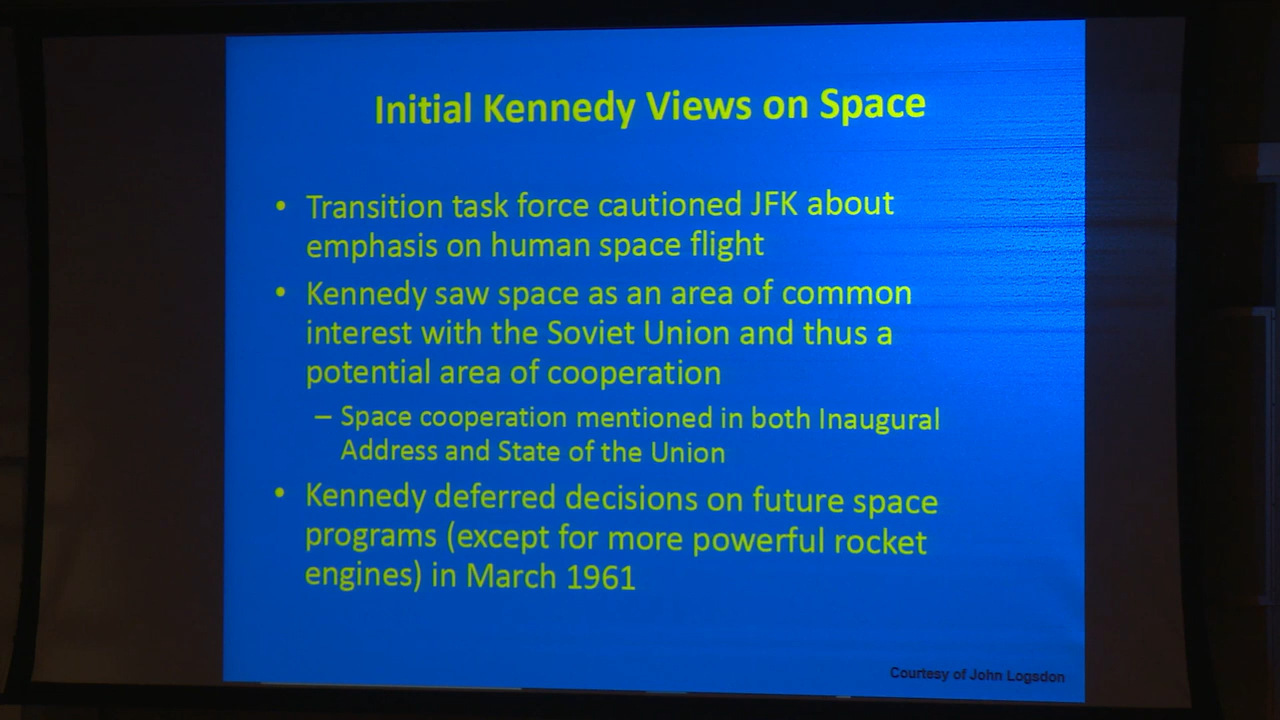 Initial Kennedy Views on Space
• Transition task force cautioned JFK about
emphasis on human space flight
• Kennedy saw space as an area of common
interest with the Soviet Union and thus a
potential area of cooperation
– Space cooperation mentioned in both Inaugural
Address and State of the Union
• Kennedy deferred decisions on future space
programs (except for more powerful rocket
engines) in March 1961
Courtesy of John Logsdon